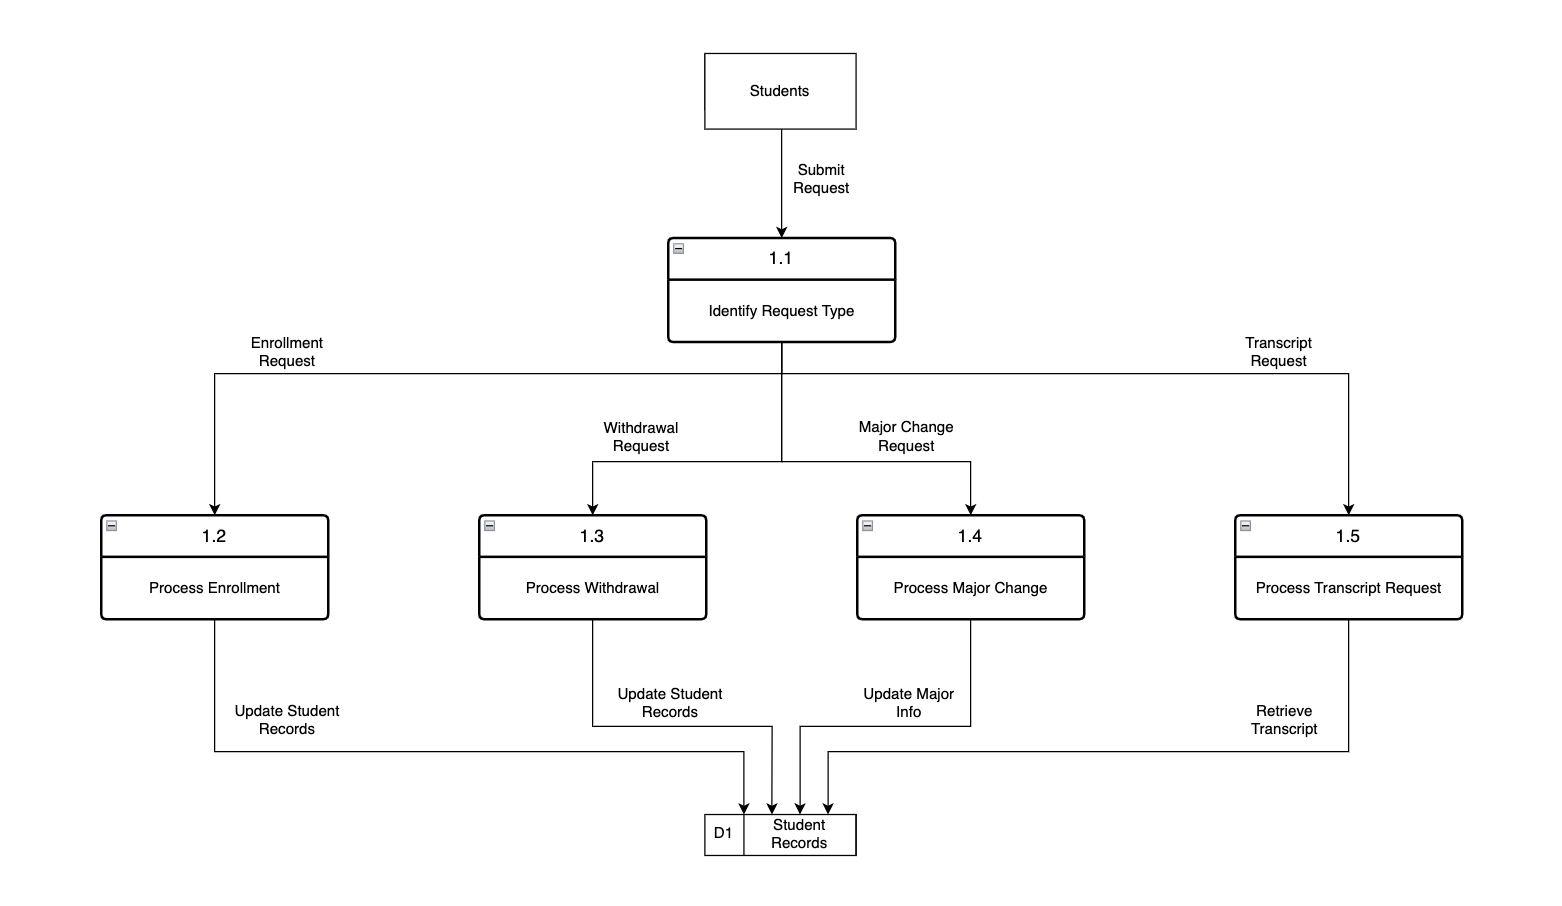 Students
Submit
Request
1.1
Identify Request Type
Enrollment
Request
Transcript
Request
Withdrawal
Request
Major Change
Request
1.2
Process Enrollment
1.3
Process Withdrawal
1.4
Process Major Change
1.5
Process Transcript Request
Update Student
Records
Update Student
Records
Update Major
Info
Retrieve
Transcript
D1
Student
Records